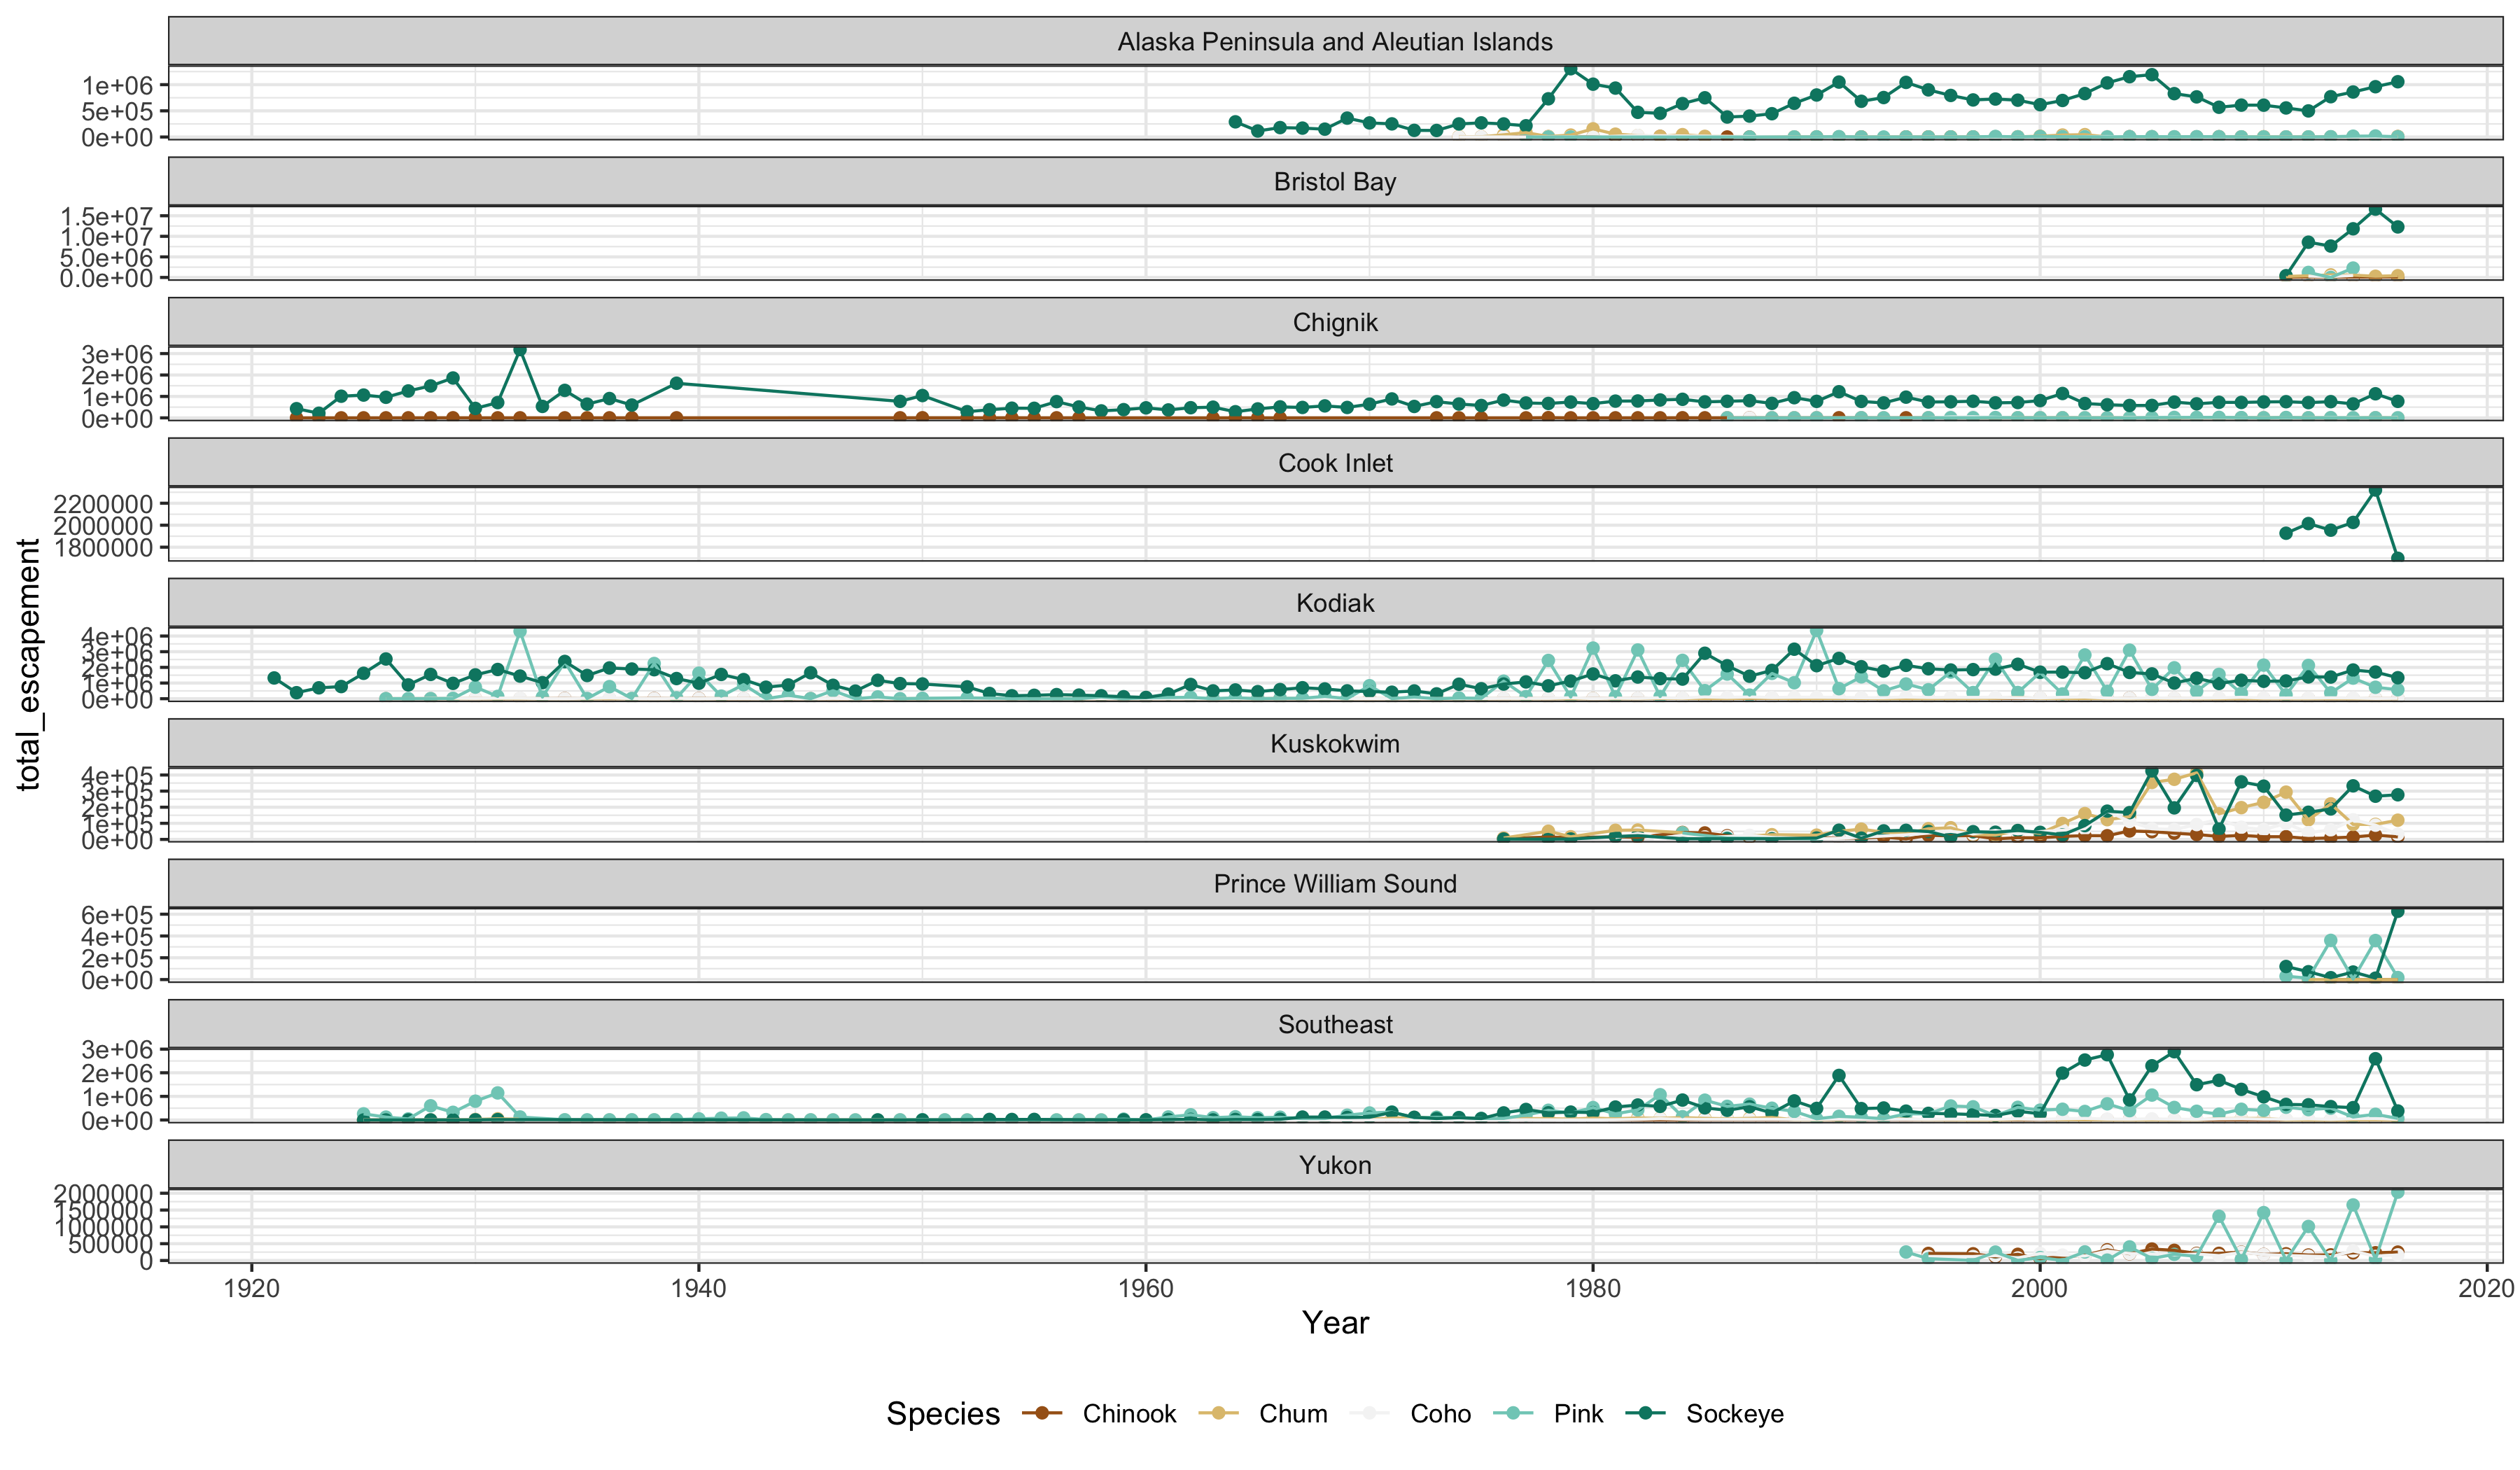 Alaska Peninsula and Aleutian Islands
1e+06
5e+05
0e+00
Bristol Bay
1.5e+07
1.0e+07
5.0e+06
0.0e+00
Chignik
3e+06
2e+06
1e+06
0e+00
Cook Inlet
2200000
2000000
1800000
Kodiak
4e+06
3e+06
2e+06
1e+06
0e+00
total_escapement
Kuskokwim
4e+05
3e+05
2e+05
1e+05
0e+00
Prince William Sound
6e+05
4e+05
2e+05
0e+00
Southeast
3e+06
2e+06
1e+06
0e+00
Yukon
2000000
1500000
1000000
500000
0
1920 1940 1960 1980 2000 2020
Year
Species Chinook Chum Coho Pink Sockeye